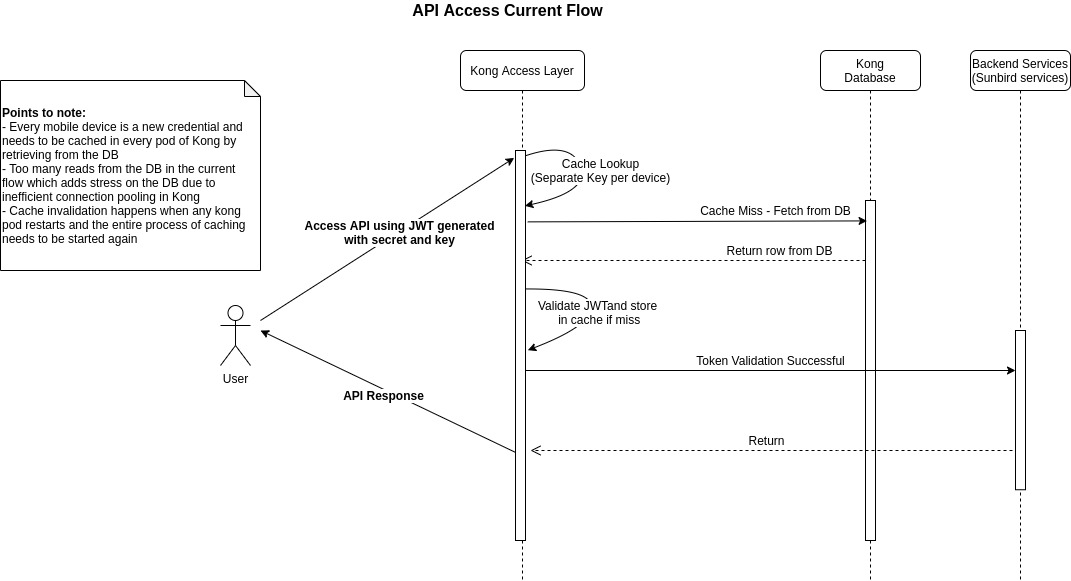 API Access Current Flow
Kong Access Layer
Kong
Database
Backend Services
(Sunbird services)
Points to note:
- Every mobile device is a new credential and
needs to be cached in every pod of Kong by
retrieving from the DB
- Too many reads from the DB in the current
flow which adds stress on the DB due to
inefficient connection pooling in Kong
- Cache invalidation happens when any kong
pod restarts and the entire process of caching
needs to be started again
Cache Lookup
(Separate Key per device)
Access API using JWT generated
with secret and key
Cache Miss - Fetch from DB
Return row from DB
Validate JWTand store
in cache if miss
User
Token Validation Successful
API Response
Return